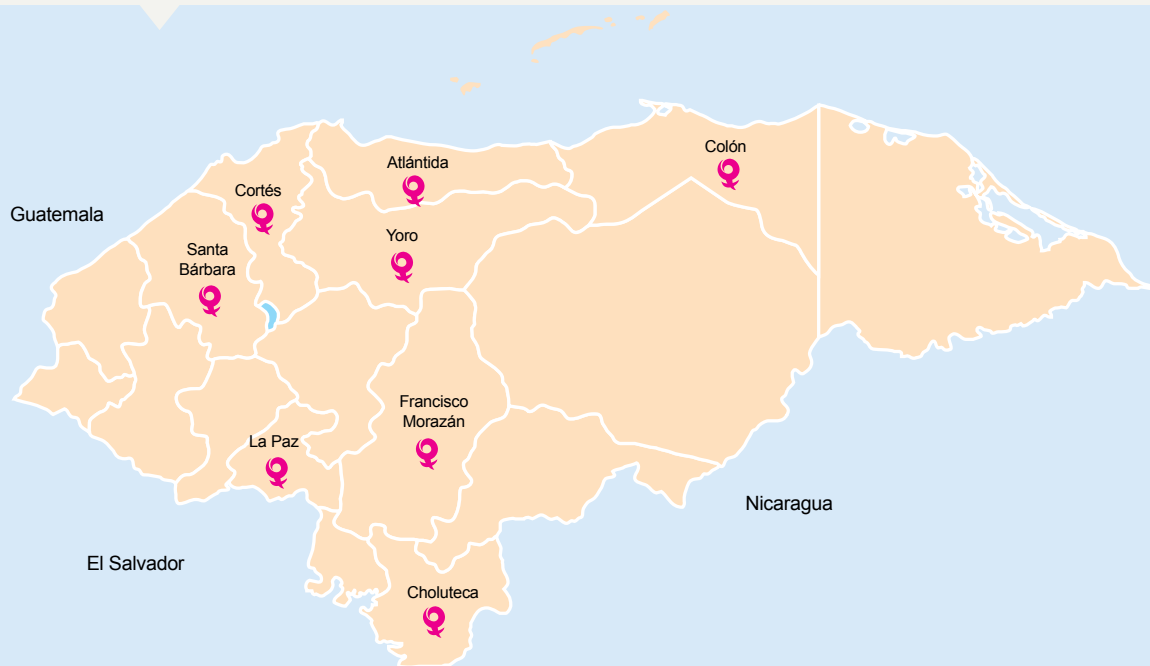 Colón
Atlántida
Cortés
Guatemala
Yoro
Santa
Bárbara
Francisco
Morazán
La Paz
Nicaragua
El Salvador
Choluteca